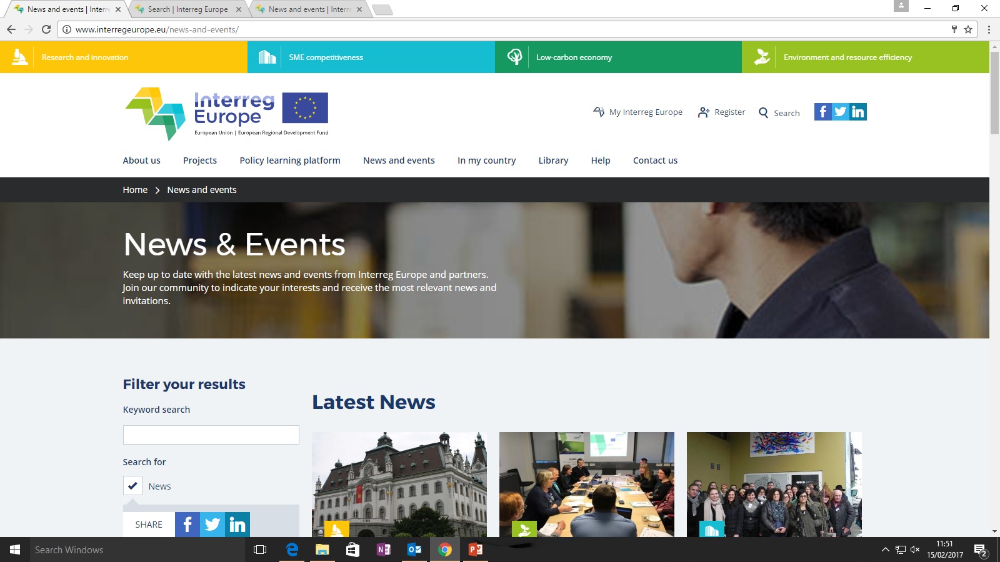 News and events | Interre
Search | Interreg Europe
News and events | Interre
www.interregeurope.eu/news-and-events/
Research and innovation
SME competitiveness
Low-carbon economy
Environment and resource efficiency
Interreg
Europe
European Union | European Regional Development Fund
My Interreg Europe
Register
Search
About us
Projects
Policy learning platform
News and events
In my country
Library
Help
Contact us
Home > News and events
News & Events
Keep up to date with the latest news and events from Interreg Europe and partners.
Join our community to indicate your interests and receive the most relevant news and
invitations.
Filter your results
Keyword search
Search for
News
SHARE
Latest News
Search Windows
11:51
15/02/2017
2